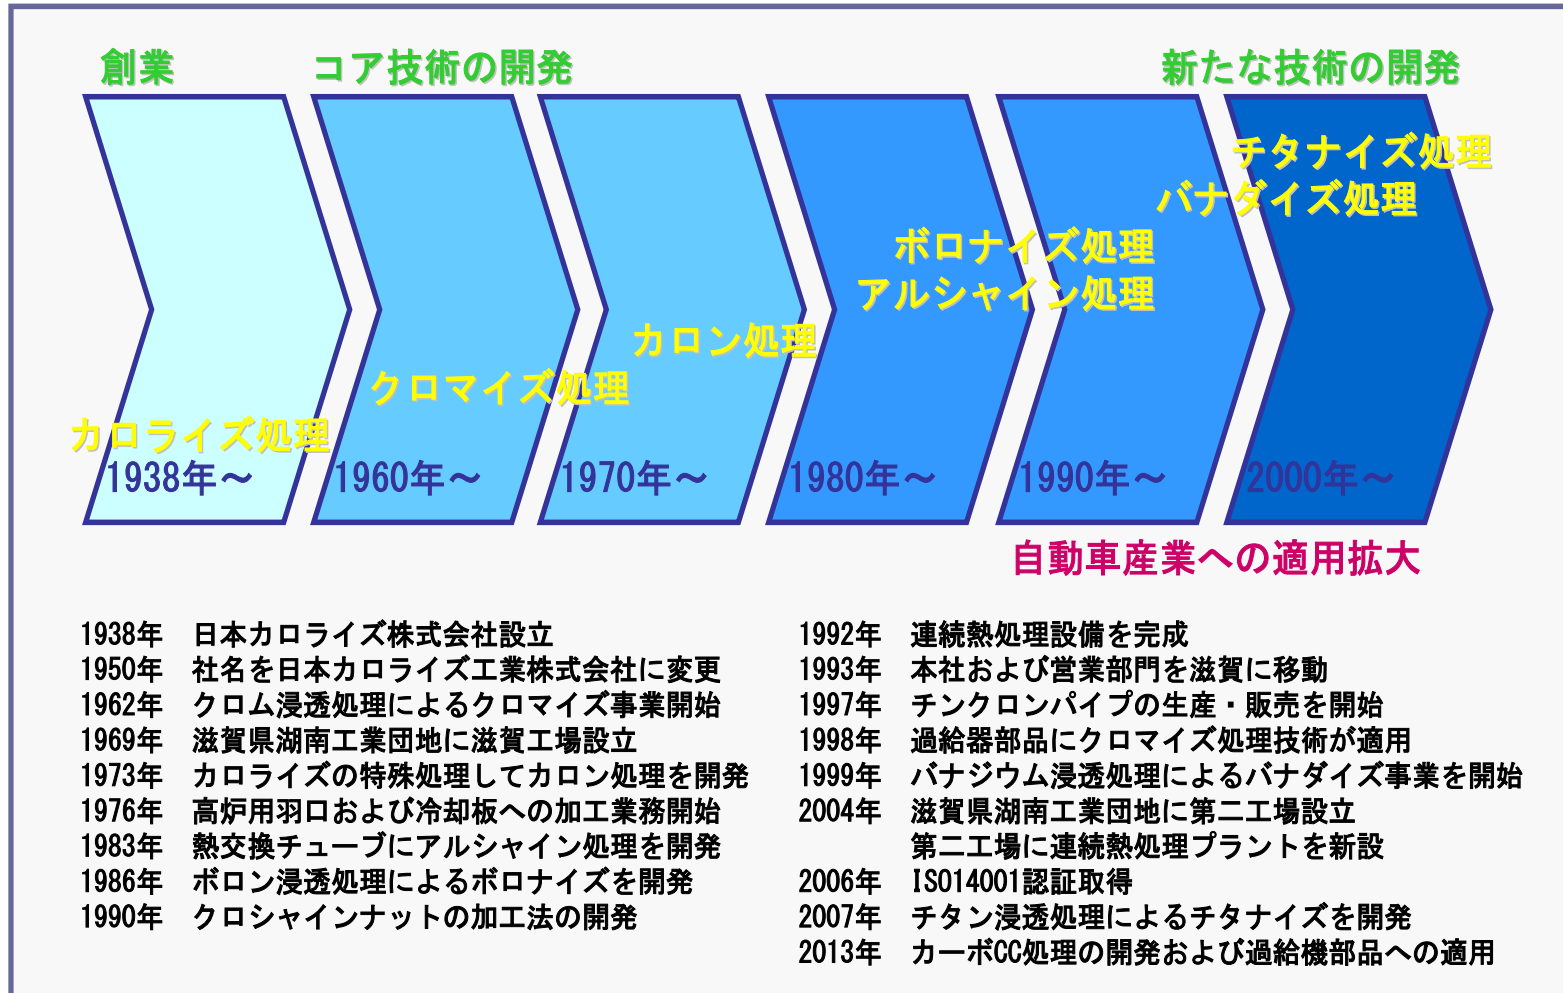 創業
コア技術の開発
新たな技術の開発
チタナイズ処理
バナダイズ処理
ボロナイズ処理
アルシャイン処理
カロン処理
クロマイズ処理
カロライズ処理
1938年～
1960年～
1970年～
1980年～
1990年～
2000年～
自動車産業への適用拡大
1938年 日本カロライズ株式会社設立
1950年 社名を日本カロライズ工業株式会社に変更
1962年 クロム浸透処理によるクロマイズ事業開始
1969年 滋賀県湖南工業団地に滋賀工場設立
1973年 カロライズの特殊処理してカロン処理を開発
1976年 高炉用羽口および冷却板への加工業務開始
1983年 熱交換チューブにアルシャイン処理を開発
1986年 ボロン浸透処理によるボロナイズを開発
1990年 クロシャインナットの加工法の開発
1992年 連続熱処理設備を完成
1993年 本社および営業部門を滋賀に移動
1997年 チンクロンパイプの生産・販売を開始
1998年 過給器部品にクロマイズ処理技術が適用
1999年 バナジウム浸透処理によるバナダイズ事業を開始
2004年 滋賀県湖南工業団地に第二工場設立
第二工場に連続熱処理プラントを新設
2006年 ISO14001認証取得
2007年 チタン浸透処理によるチタナイズを開発
2013年 カーボCC処理の開発および過給機部品への適用